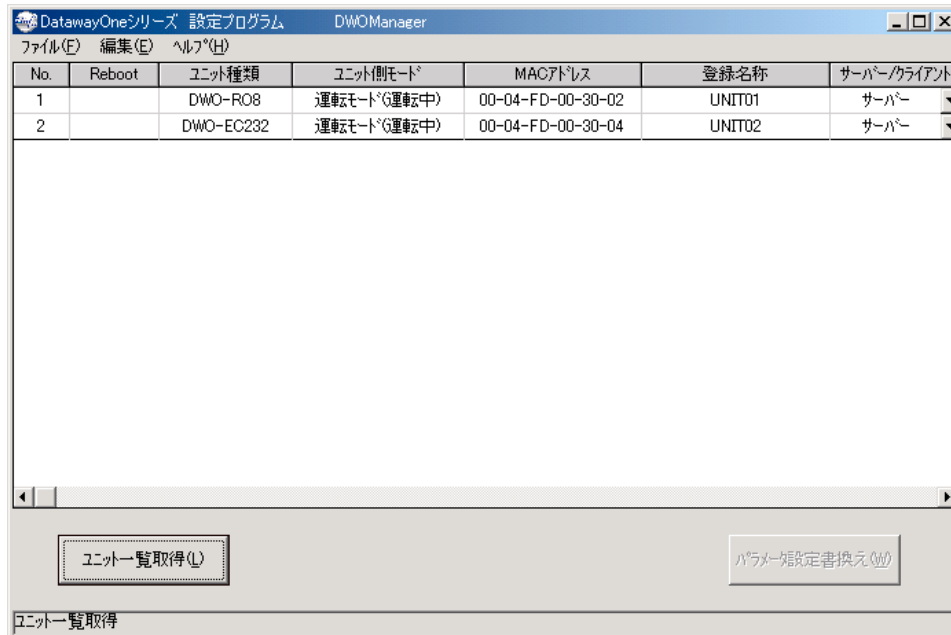 DatawayOneシリーズ 設定プログラム DWOManager
ファイル(F) 編集(E) ヘルプ(H)
No. Reboot ユニット種類 ユニット側モード MACアドレス 登録名称 サーバー/クライアント
1 DWO-RO8 運転モード(運転中) 00-04-FD-00-30-02 UNIT01 サーバー
2 DWO-EC232 運転モード(運転中) 00-04-FD-00-30-04 UNIT02 サーバー
ユニット一覧取得(L) パラメータ設定書換え(W)
ユニット一覧取得